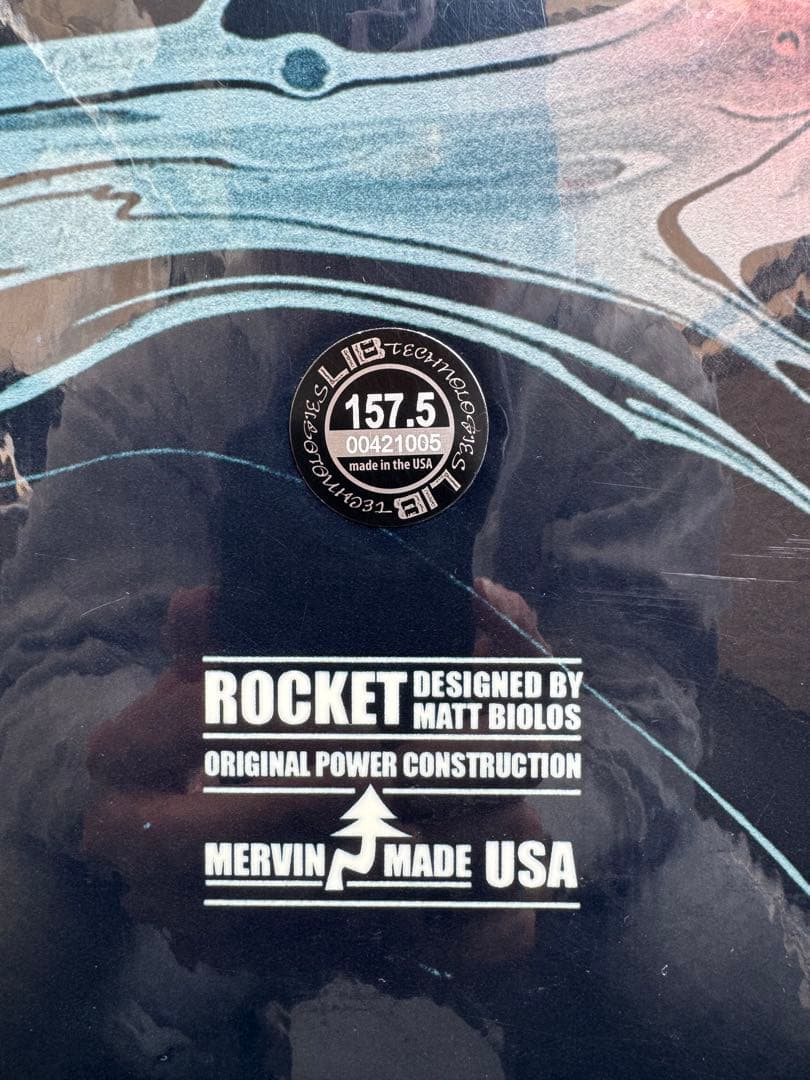 LIB TECHNOLOGIES
157.5
00421005
made in the USA
LIB TECHNOLOGIES
ROCKET DESIGNED BY
MATT BIOLOS
ORIGINAL POWER CONSTRUCTION
MERVIN MADE USA